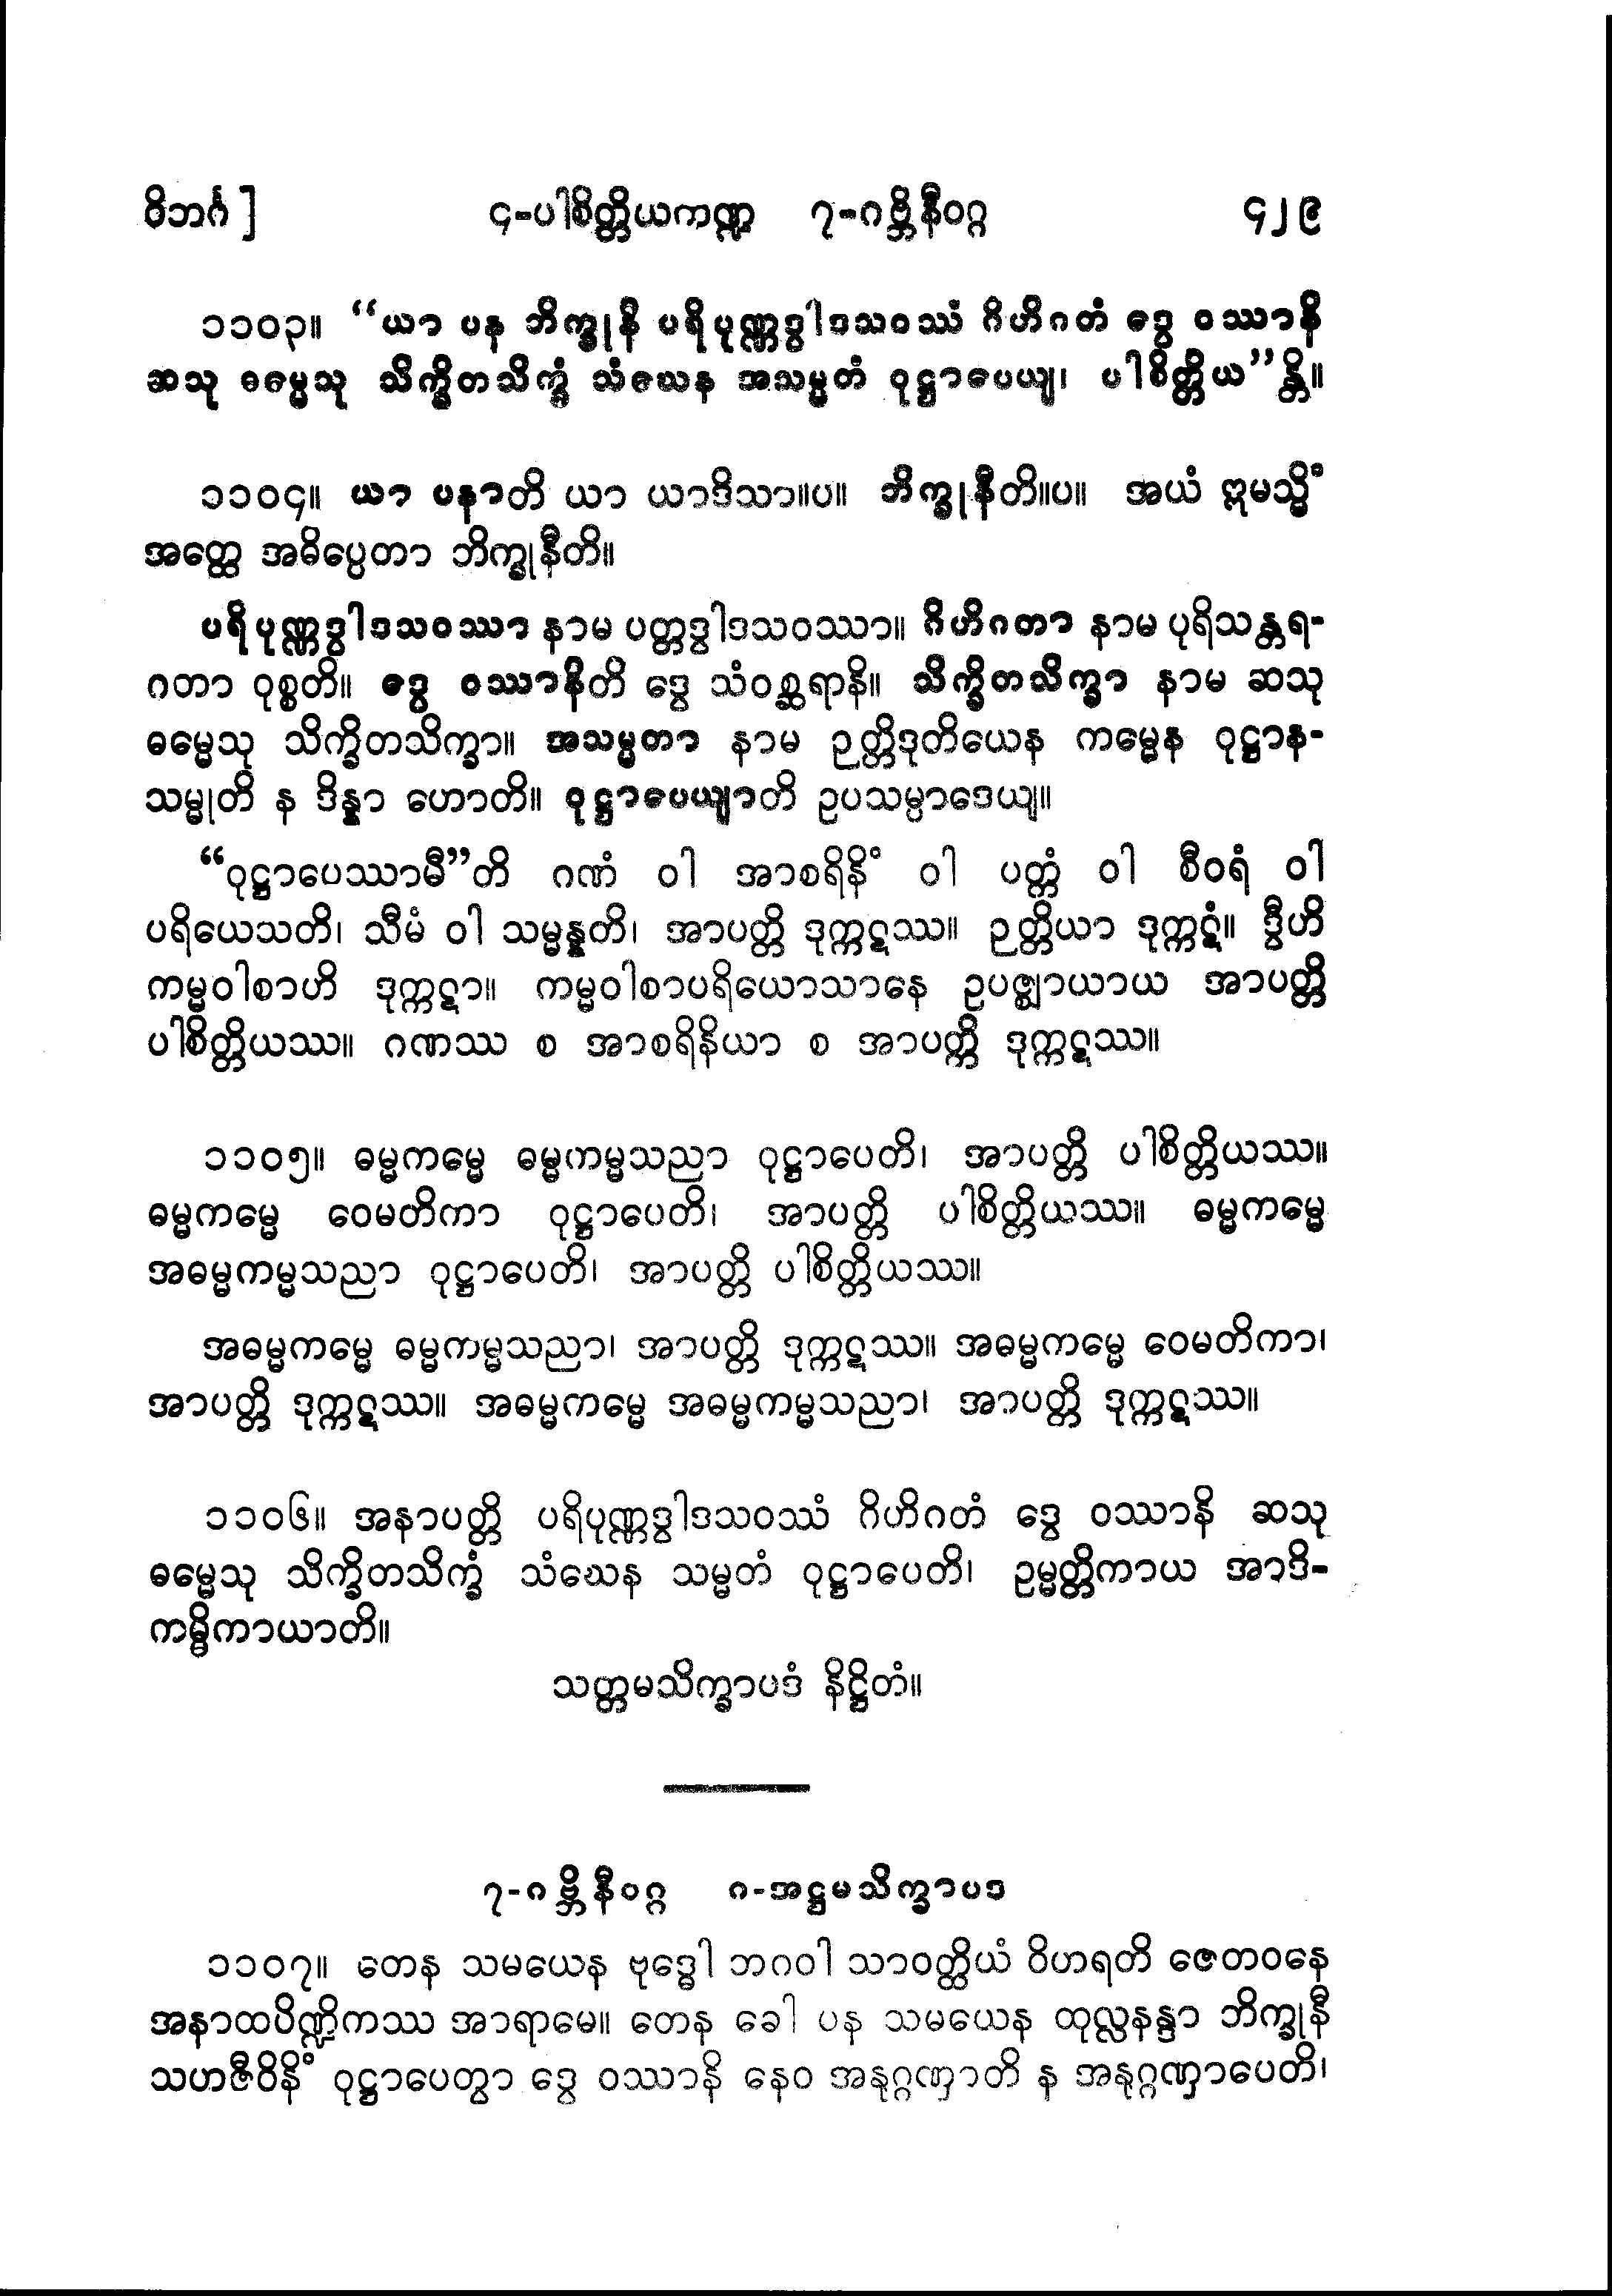 ဝိဘင်္ဂ] ၄-ပါစိတ္တိယကဏ္ဍ ၇-ဂဗ္ဘိနီဝဂ္ဂ ၄၂၉
၁၁၀၃။ “ယာ ပန ဘိက္ခုနီ ပရိပုဏ္ဏဒွါဒသဝဿံ ဂိဟိဂတံ ဒွေ ဝဿာနိ
ဆသု ဓမ္မေသု သိက္ခိတသိက္ခံ သံဃေန အသမ္မတံ ဝုဋ္ဌာပေယျ၊ ပါစိတ္တိယ”န္တိ။
၁၁၀၄။ ယာ ပနာတိ ယာ ယာဒိသာ။ပ။ ဘိက္ခုနီတိ။ပ။ အယံ ဣမသ္မိံ
အတ္ထေ အဓိပ္ပေတာ ဘိက္ခုနီတိ။
ပရိပုဏ္ဏဒွါဒသဝဿာ နာမ ပတ္တဒွါဒသဝဿာ။ ဂိဟိဂတာ နာမ ပုရိသန္တရ-
ဂတာ ဝုစ္စတိ။ ဒွေ ဝဿာနီတိ ဒွေ သံဝစ္ဆရာနိ။ သိက္ခိတသိက္ခာ နာမ ဆသု
ဓမ္မေသု သိက္ခိတသိက္ခာ။ အသမ္မတာ နာမ ဉတ္တိဒုတိယေန ကမ္မေန ဝုဋ္ဌာန-
သမ္မုတိ န ဒိန္နာ ဟောတိ။ ဝုဋ္ဌာပေယျာတိ ဥပသမ္ပာဒေယျ။
“ဝုဋ္ဌာပေဿာမီ”တိ ဂဏံ ဝါ အာစရိနိံ ဝါ ပတ္တံ ဝါ စီဝရံ ဝါ
ပရိယေသတိ၊ သီမံ ဝါ သမ္မန္နတိ၊ အာပတ္တိ ဒုက္ကဋဿ။ ဉတ္တိယာ ဒုက္ကဋံ။ ဒွီဟိ
ကမ္မဝါစာဟိ ဒုက္ကဋာ။ ကမ္မဝါစာပရိယောသာနေ ဥပဇ္ဈာယာယ အာပတ္တိ
ပါစိတ္တိယဿ။ ဂဏဿ စ အာစရိနိယာ စ အာပတ္တိ ဒုက္ကဋဿ။
၁၁၀၅။ ဓမ္မကမ္မေ ဓမ္မကမ္မသညာ ဝုဋ္ဌာပေတိ၊ အာပတ္တိ ပါစိတ္တိယဿ။
ဓမ္မကမ္မေ ဝေမတိကာ ဝုဋ္ဌာပေတိ၊ အာပတ္တိ ပါစိတ္တိယဿ။ ဓမ္မကမ္မေ
အဓမ္မကမ္မသညာ ဝုဋ္ဌာပေတိ၊ အာပတ္တိ ပါစိတ္တိယဿ။
အဓမ္မကမ္မေ ဓမ္မကမ္မသညာ၊ အာပတ္တိ ဒုက္ကဋဿ။ အဓမ္မကမ္မေ ဝေမတိကာ၊
အာပတ္တိ ဒုက္ကဋဿ။ အဓမ္မကမ္မေ အဓမ္မကမ္မသညာ၊ အာပတ္တိ ဒုက္ကဋဿ။
၁၁၀၆။ အနာပတ္တိ ပရိပုဏ္ဏဒွါဒသဝဿံ ဂိဟိဂတံ ဒွေ ဝဿာနိ ဆသု
ဓမ္မေသု သိက္ခိတသိက္ခံ သံဃေန သမ္မတံ ဝုဋ္ဌာပေတိ၊ ဥမ္မတ္တိကာယ အာဒိ-
ကမ္မိကာယာတိ။
သတ္တမသိက္ခာပဒံ နိဋ္ဌိတံ။
၇-ဂဗ္ဘိနီဝဂ္ဂ ဂ-အဋ္ဌမသိက္ခာပဒ
၁၁၀၇။ တေန သမယေန ဗုဒ္ဓေါ ဘဂဝါ သာဝတ္ထိယံ ဝိဟရတိ ဇေတဝနေ
အနာထပိဏ္ဍိကဿ အာရာမေ။ တေန ခေါ ပန သမယေန ထုလ္လနန္ဒာ ဘိက္ခုနီ
သဟဇီဝိနိံ ဝုဋ္ဌာပေတွာ ဒွေ ဝဿာနိ နေဝ အနုဂ္ဂဏှာတိ န အနုဂ္ဂဏှာပေတိ၊